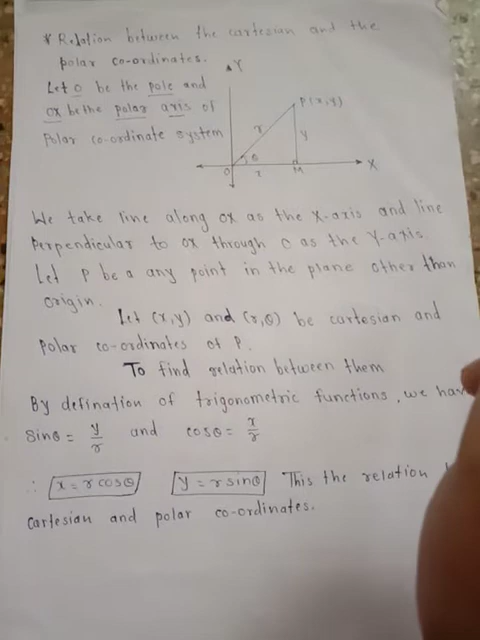 * Relation between the cartesian and the
polar co-ordinates.
Let O be the pole and
OX be the polar axis of
Polar co-ordinate system
Y
P(x,y)
r
y
θ
O
x
M
X
We take line along OX as the X-axis and line
Perpendicular to OX through O as the Y-axis.
Let P be a any point in the plane other than
origin.
Let (x,y) and (r,θ) be cartesian and
Polar co-ordinates of P.
To find relation between them
By defination of trigonometric functions, we hav
Sinθ = y/r and cosθ = x/r
∴ x = r cosθ y = r sinθ This the relation
Cartesian and polar co-ordinates.